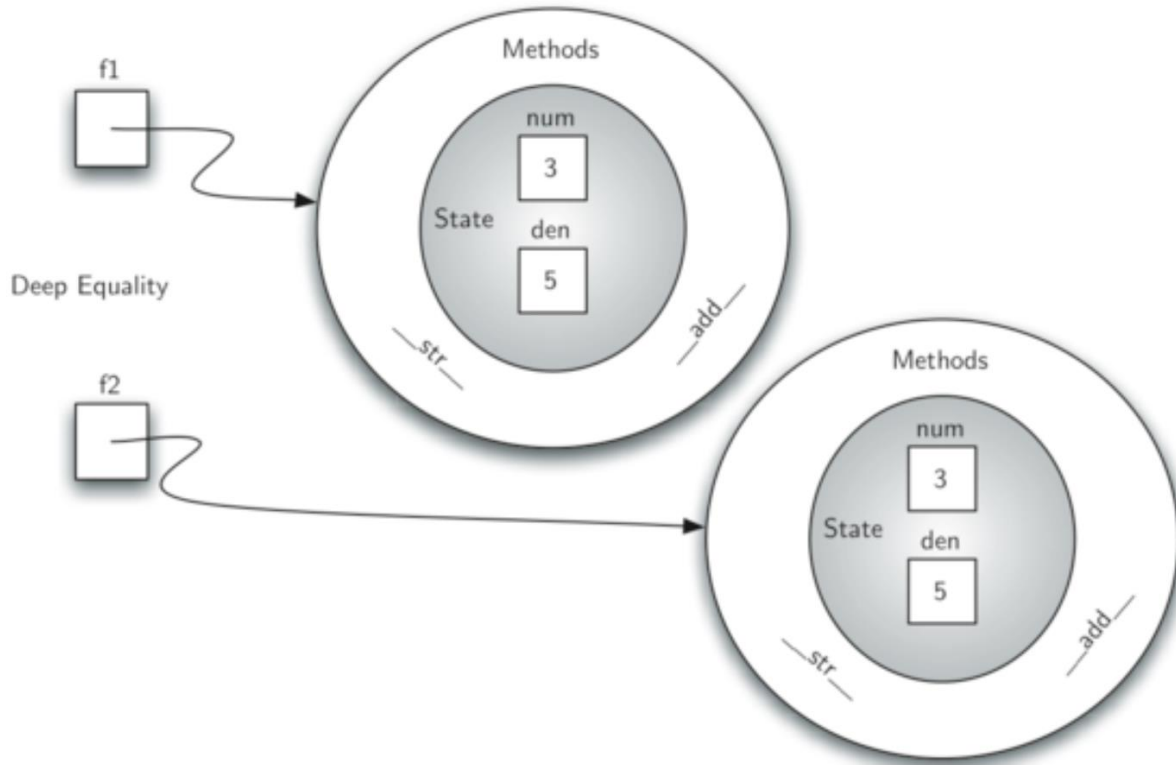 Methods
f1
num
3
State
den
5
Deep Equality
__str__
__add__
f2
Methods
num
3
State
den
5
__str__
__add__